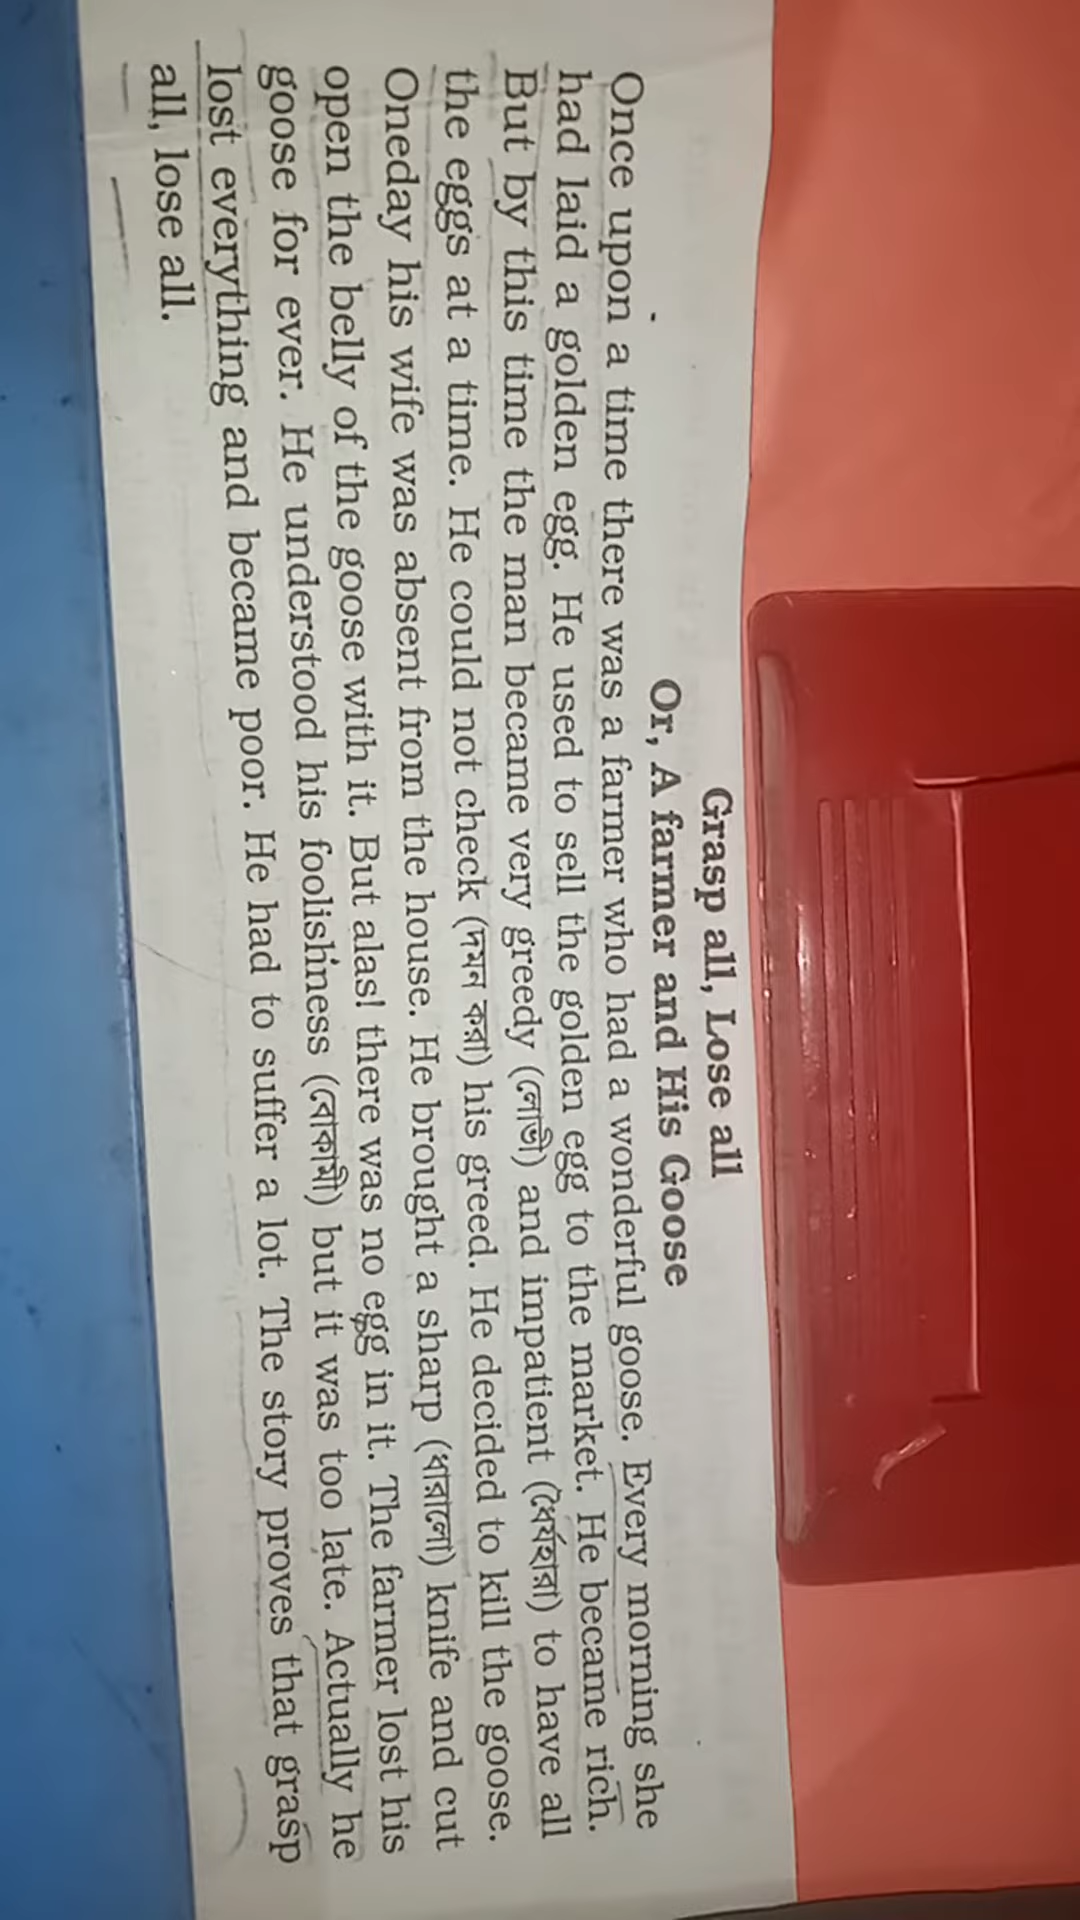 Grasp all, Lose all
Or, A farmer and His Goose
Once upon a time there was a farmer who had a wonderful goose. Every morning she
had laid a golden egg. He used to sell the golden egg to the market. He became rich.
But by this time the man became very greedy (লোভী) and impatient (ধৈর্যহারা) to have all
the eggs at a time. He could not check (দমন করা) his greed. He decided to kill the goose.
Oneday his wife was absent from the house. He brought a sharp (ধারালো) knife and cut
open the belly of the goose with it. But alas! there was no egg in it. The farmer lost his
goose for ever. He understood his foolishness (বোকামী) but it was too late. Actually he
lost everything and became poor. He had to suffer a lot. The story proves that grasp
all, lose all.